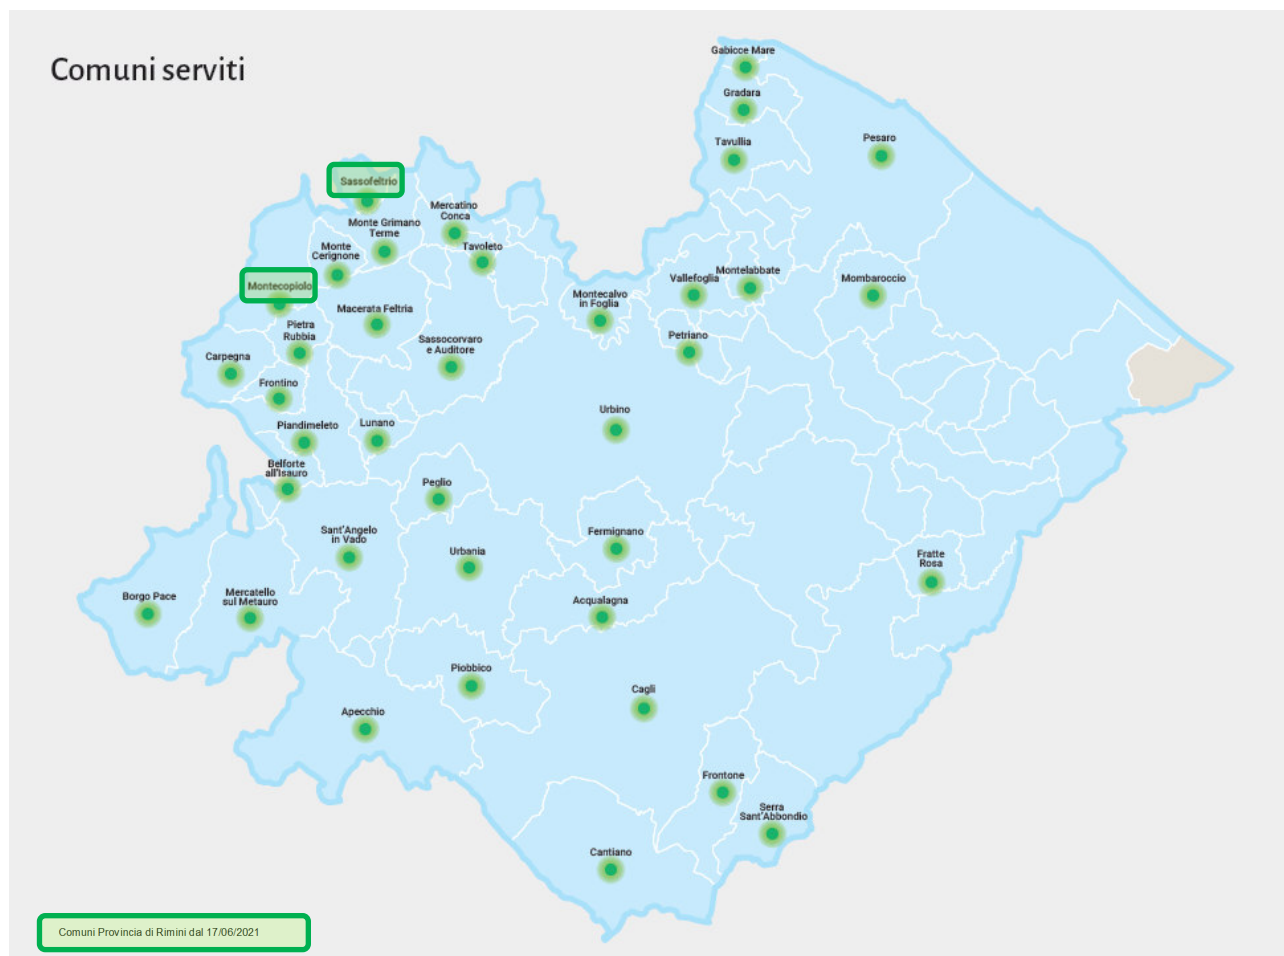 Comuni serviti
Gabicce Mare
Gradara
Tavullia
Pesaro
Sassofeltrio
Mercatino
Conca
Monte Grimano
Terme
Monte
Cerignone
Tavoleto
Montecopiolo
Vallefoglia
Montelabbate
Mombaroccio
Montecalvo
in Foglia
Macerata Feltria
Pietra
Rubbia
Sassocorvaro
e Auditore
Petriano
Carpegna
Frontino
Urbino
Piandimeleto
Lunano
Belforte
all'Isauro
Peglio
Sant'Angelo
in Vado
Fermignano
Urbania
Fratte
Rosa
Borgo Pace
Mercatello
sul Metauro
Acqualagna
Piobbico
Cagli
Apecchio
Frontone
Serra
Sant'Abbondio
Cantiano
Comuni Provincia di Rimini dal 17/06/2021